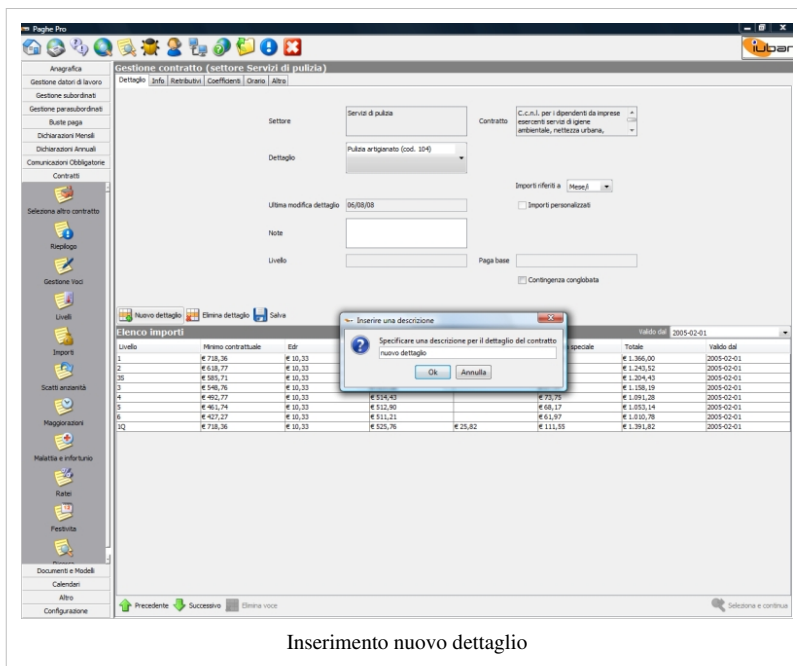 Paghe Pro
iubar
Anagrafica
Gestione datori di lavoro
Gestione subordinati
Gestione parasubordinati
Buste paga
Dichiarazioni Mensili
Dichiarazioni Annuali
Comunicazioni Obbligatorie
Contratti
Seleziona altro contratto
Riepilogo
Gestione Voci
Livelli
Importi
Scatti anzianità
Maggiorazioni
Malattia e infortunio
Ratei
Festivita
Documenti e Modelli
Calendari
Altro
Configurazione
Gestione contratto (settore Servizi di pulizia)
Dettaglio Info Retributivi Coefficienti Orario Altro
Settore Servizi di pulizia Contratto C.c.n.l. per i dipendenti da imprese
esercenti servizi di igiene
ambientale, nettezza urbana,
Dettaglio Pulizia artigianato (cod. 104)
Importi riferiti a Mese/i
Ultima modifica dettaglio 06/08/08 Importi personalizzati
Note
Livello Paga base
Contingenza conglobata
Nuovo dettaglio Elimina dettaglio Salva
Inserire una descrizione
Specificare una descrizione per il dettaglio del contratto
nuovo dettaglio
Ok Annulla
Elenco importi Valido dal 2005-02-01
Livello Minimo contrattuale Edr speciale Totale Valido dal
1 € 718,36 € 10,33 € 1.366,00 2005-02-01
2 € 618,77 € 10,33 € 1.243,52 2005-02-01
3S € 585,71 € 10,33 € 1.204,43 2005-02-01
3 € 548,76 € 10,33 € 1.158,19 2005-02-01
4 € 492,77 € 10,33 € 514,43 € 73,75 € 1.091,28 2005-02-01
5 € 461,74 € 10,33 € 512,90 € 68,17 € 1.053,14 2005-02-01
6 € 427,27 € 10,33 € 511,21 € 61,97 € 1.010,78 2005-02-01
1Q € 718,36 € 10,33 € 525,76 € 25,82 € 111,55 € 1.391,82 2005-02-01
Precedente Successivo Elimina voce Seleziona e continua
Inserimento nuovo dettaglio